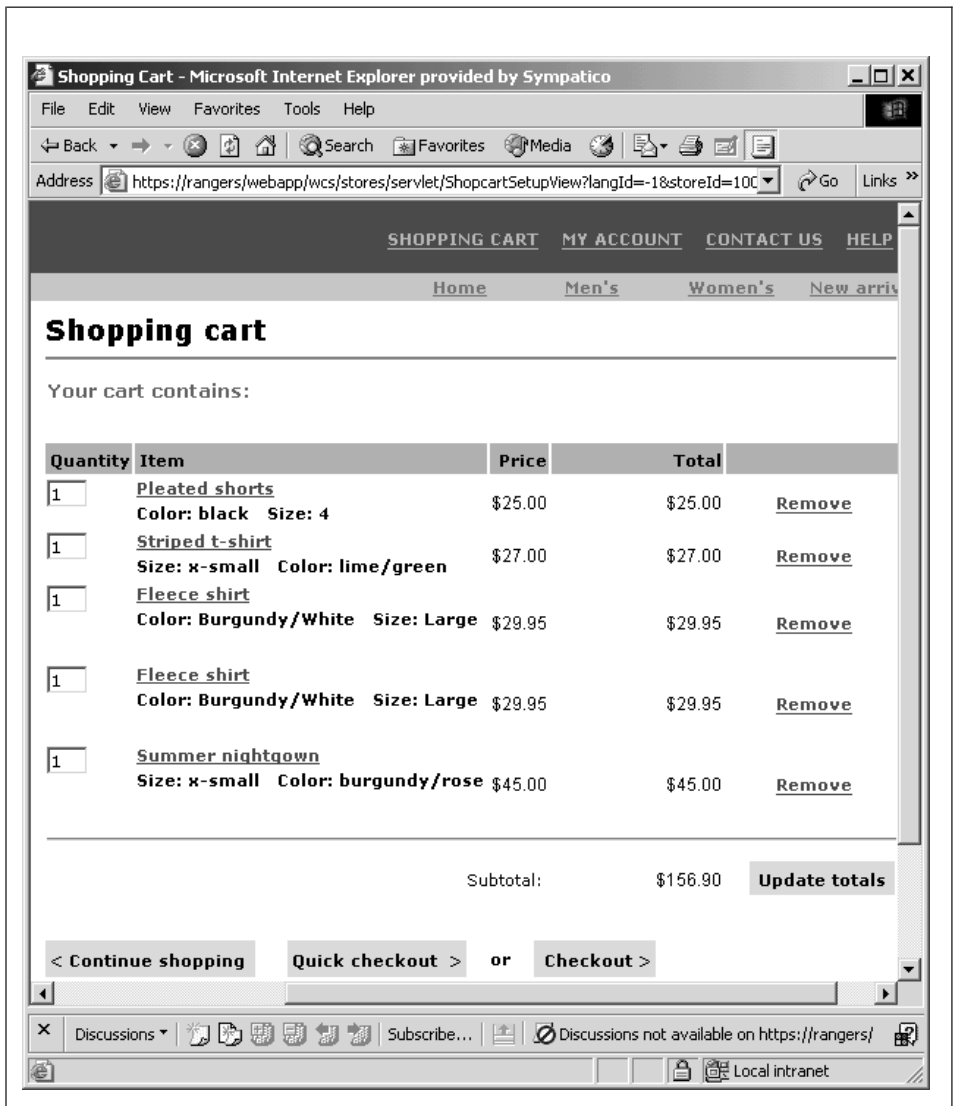 Shopping Cart - Microsoft Internet Explorer provided by Sympatico
File Edit View Favorites Tools Help
Back Search Favorites Media
Address https://rangers/webapp/wcs/stores/servlet/ShopcartSetupView?langId=-1&storeId=100 Go Links »
SHOPPING CART MY ACCOUNT CONTACT US HELP
Home Men's Women's New arriv
Shopping cart
Your cart contains:
Quantity Item Price Total
1 Pleated shorts
Color: black Size: 4 $25.00 $25.00 Remove
1 Striped t-shirt
Size: x-small Color: lime/green $27.00 $27.00 Remove
1 Fleece shirt
Color: Burgundy/White Size: Large $29.95 $29.95 Remove
1 Fleece shirt
Color: Burgundy/White Size: Large $29.95 $29.95 Remove
1 Summer nightgown
Size: x-small Color: burgundy/rose $45.00 $45.00 Remove
Subtotal: $156.90 Update totals
< Continue shopping Quick checkout > or Checkout >
× Discussions Subscribe... Discussions not available on https://rangers/
Local intranet